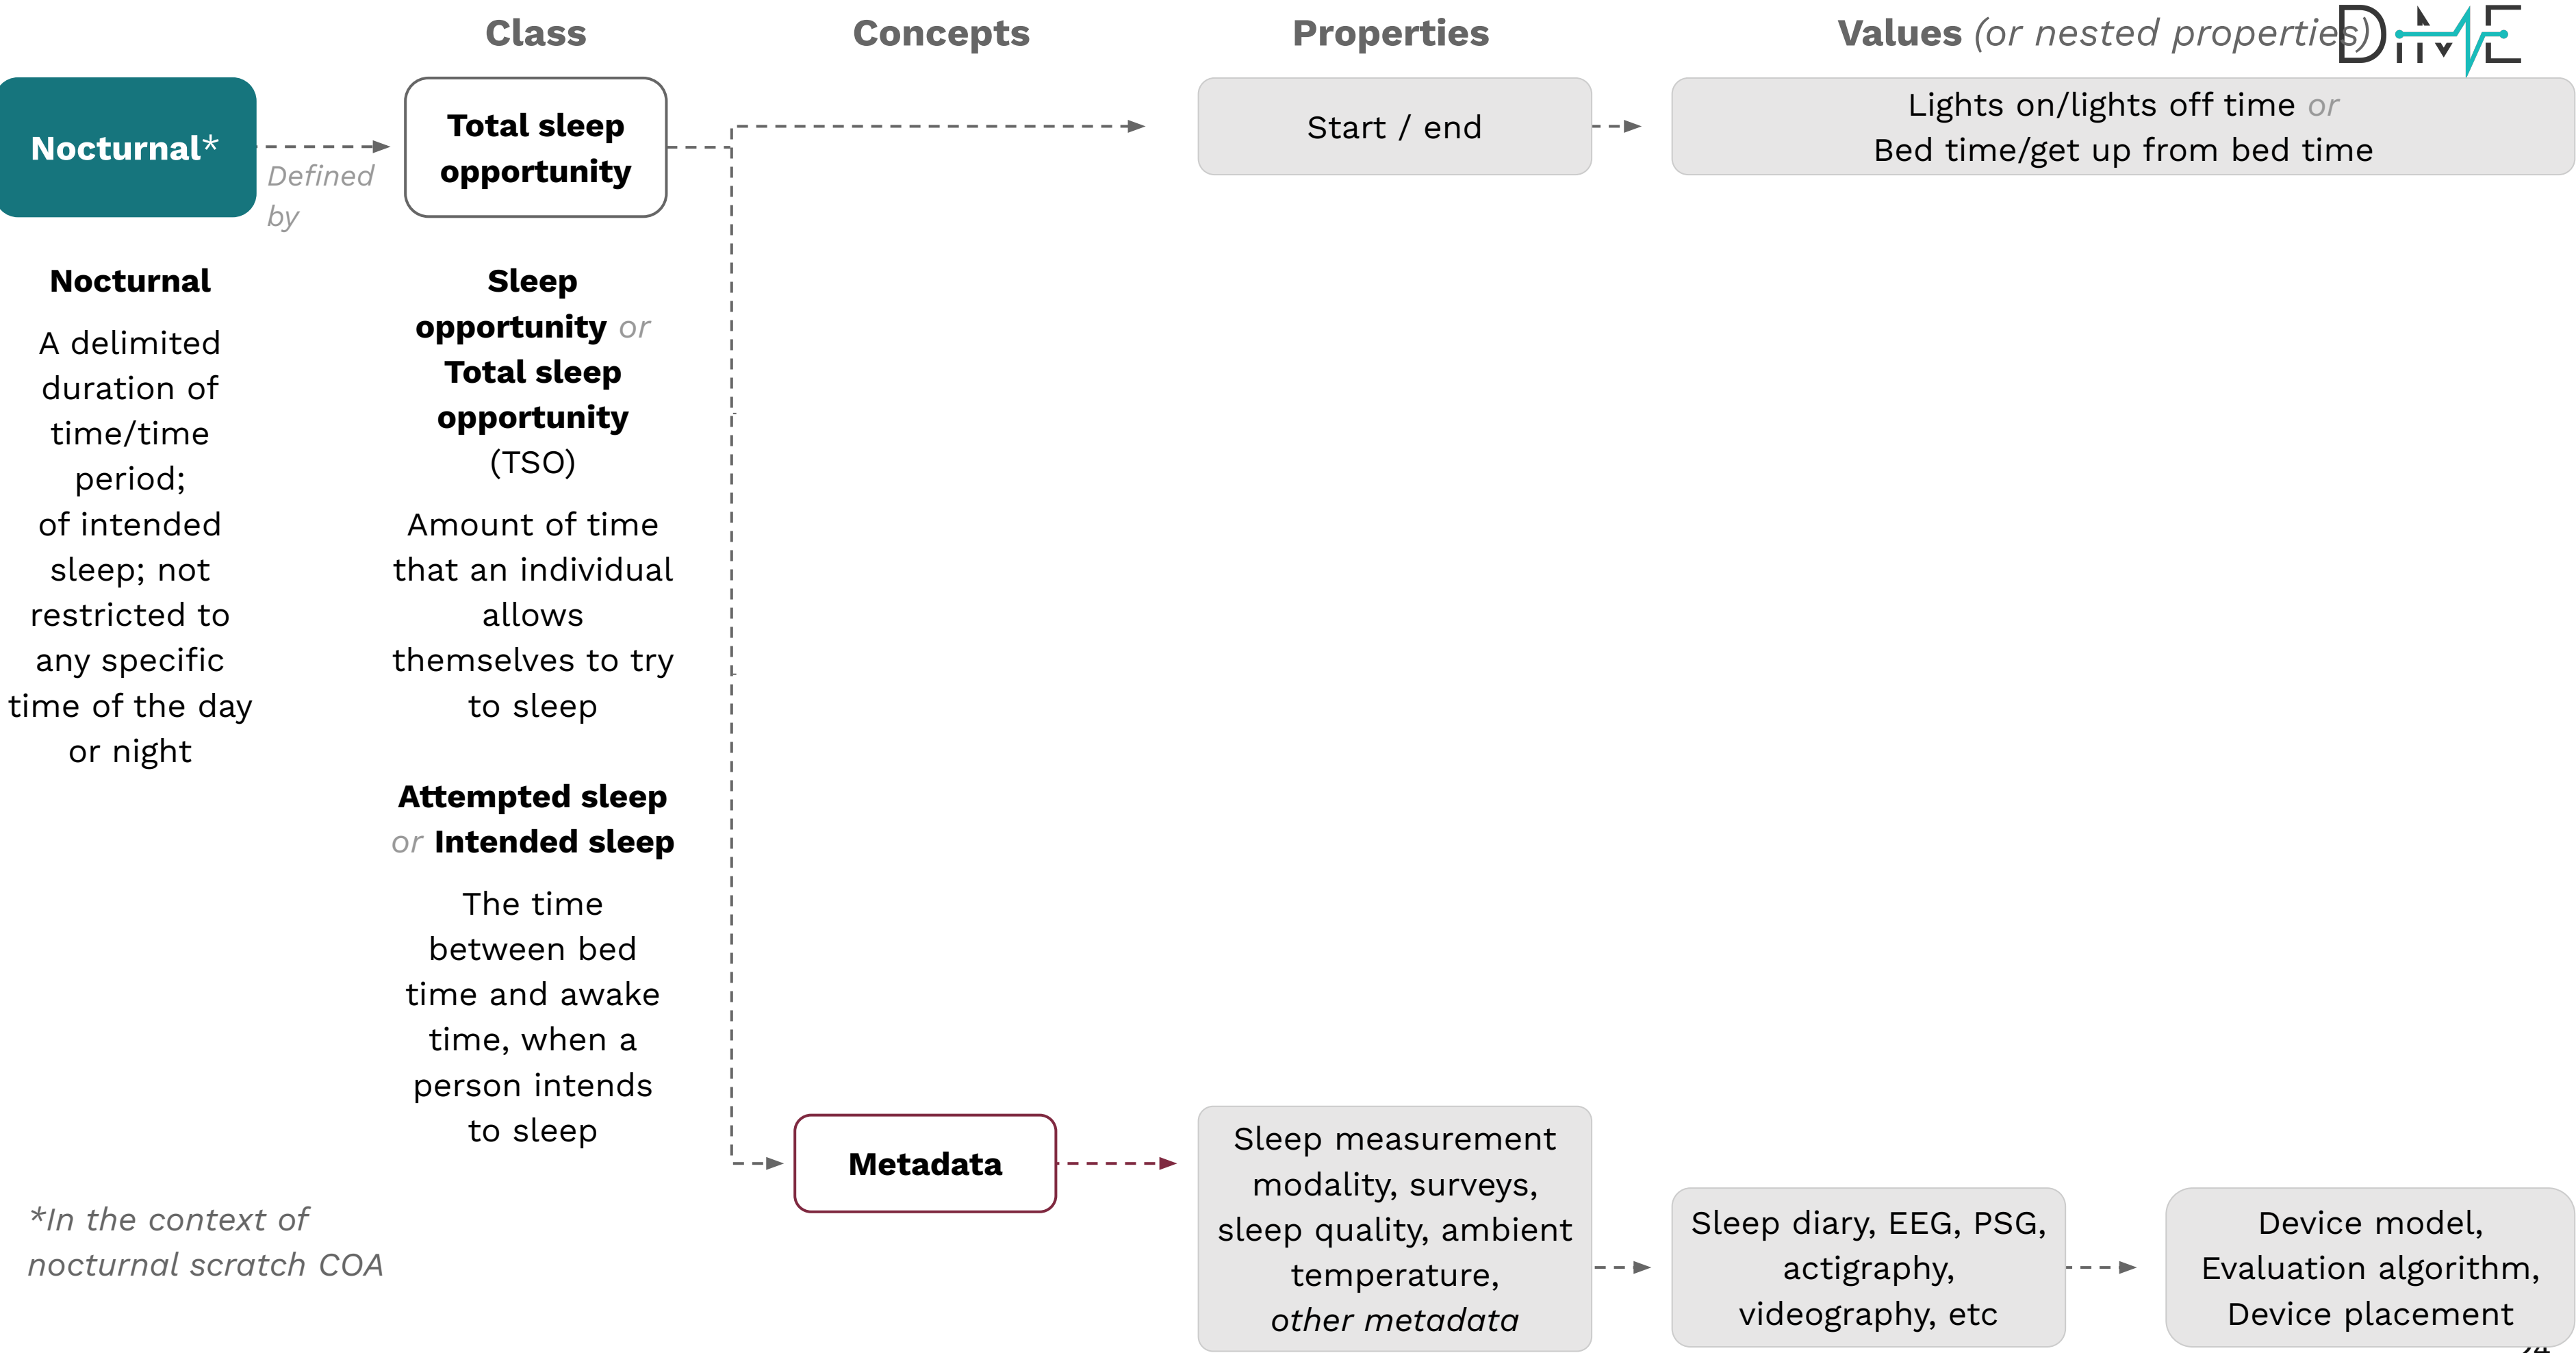 Class
Concepts
Properties
Values (or nested properties)
DiME
Nocturnal*
Defined
by
Total sleep
opportunity
Start / end
Lights on/lights off time or
Bed time/get up from bed time
Nocturnal
A delimited
duration of
time/time
period;
of intended
sleep; not
restricted to
any specific
time of the day
or night
Sleep
opportunity or
Total sleep
opportunity
(TSO)
Amount of time
that an individual
allows
themselves to try
to sleep
Attempted sleep
or Intended sleep
The time
between bed
time and awake
time, when a
person intends
to sleep
*In the context of
nocturnal scratch COA
Metadata
Sleep measurement
modality, surveys,
sleep quality, ambient
temperature,
other metadata
Sleep diary, EEG, PSG,
actigraphy,
videography, etc
Device model,
Evaluation algorithm,
Device placement